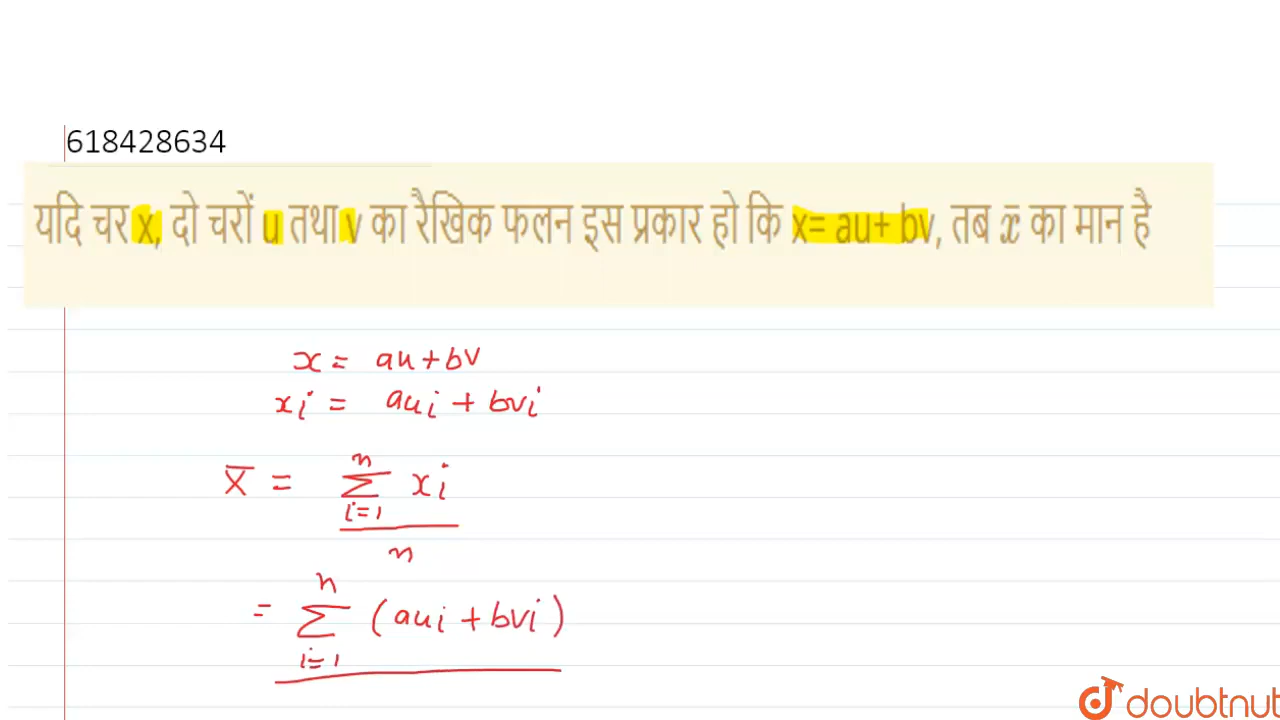 618428634
यदि चर x, दो चरों u तथा v का रैखिक फलन इस प्रकार हो कि x= au+ bv, तब x̄ का मान है
x = au + bv
xi = aui + bvi
X̄ = n∑i=1 xi
n
= n∑i=1 (aui + bvi)
doubtnut